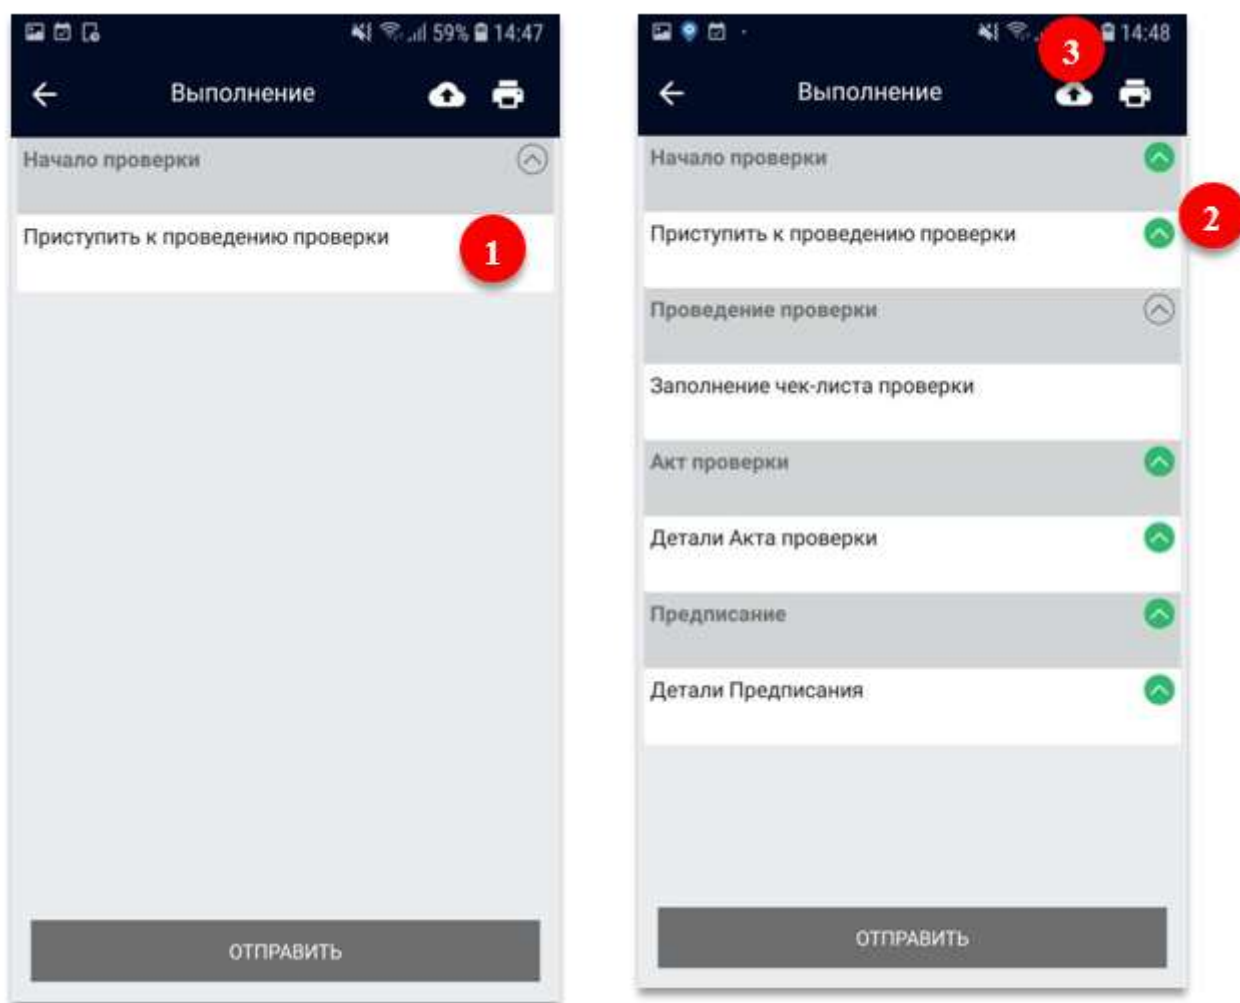 59% 14:47
Выполнение
Начало проверки
Приступить к проведению проверки
1
ОТПРАВИТЬ
14:48
3
Выполнение
Начало проверки
2
Приступить к проведению проверки
Проведение проверки
Заполнение чек-листа проверки
Акт проверки
Детали Акта проверки
Предписание
Детали Предписания
ОТПРАВИТЬ